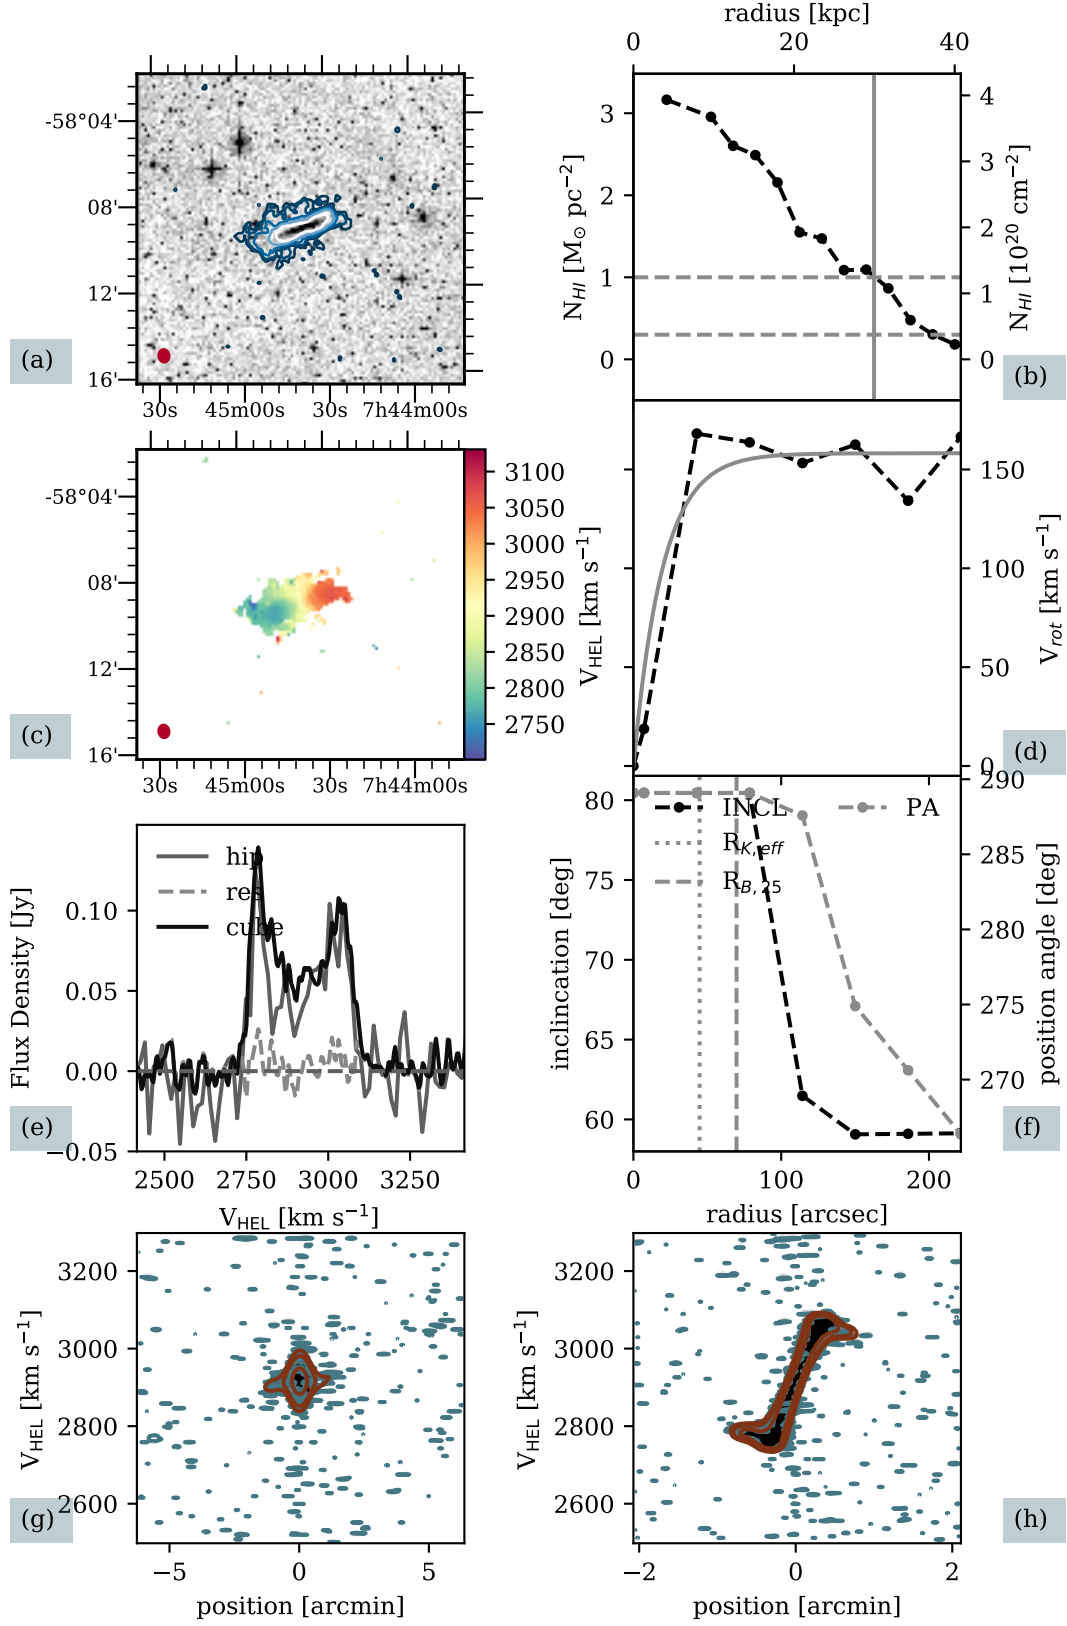 radius [kpc]
0 20 40
-58°04'
08'
12'
16'
30s 45m00s 30s 7h44m00s
(a)
3
2
1
0
N_HI [M_⊙ pc^−2]
4
3
2
1
0
N_HI [10^20 cm^−2]
(b)
-58°04'
08'
12'
16'
30s 45m00s 30s 7h44m00s
(c)
3100
3050
3000
2950
2900
2850
2800
2750
V_HEL [km s^−1]
150
100
50
0
V_rot [km s^−1]
(d)
hip
res
cube
0.10
0.05
0.00
−0.05
Flux Density [Jy]
2500 2750 3000 3250
V_HEL [km s^−1]
(e)
INCL PA
R_K,eff
R_B,25
80
75
70
65
60
inclincation [deg]
290
285
280
275
270
position angle [deg]
0 100 200
radius [arcsec]
(f)
3200
3000
2800
2600
V_HEL [km s^−1]
−5 0 5
position [arcmin]
(g)
3200
3000
2800
2600
V_HEL [km s^−1]
−2 0 2
position [arcmin]
(h)